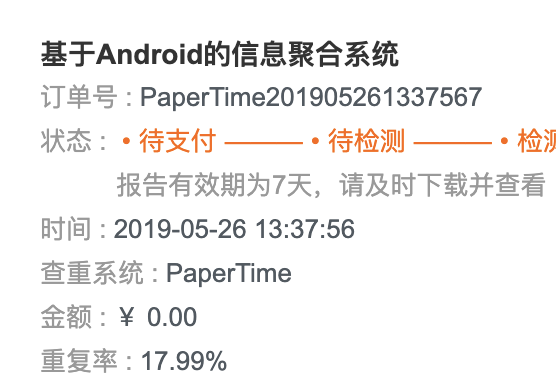 基于Android的信息聚合系统
订单号 : PaperTime201905261337567
状态 : • 待支付 ——— • 待检测 ——— • 检测
报告有效期为7天，请及时下载并查看
时间 : 2019-05-26 13:37:56
查重系统 : PaperTime
金额 : ￥ 0.00
重复率 : 17.99%